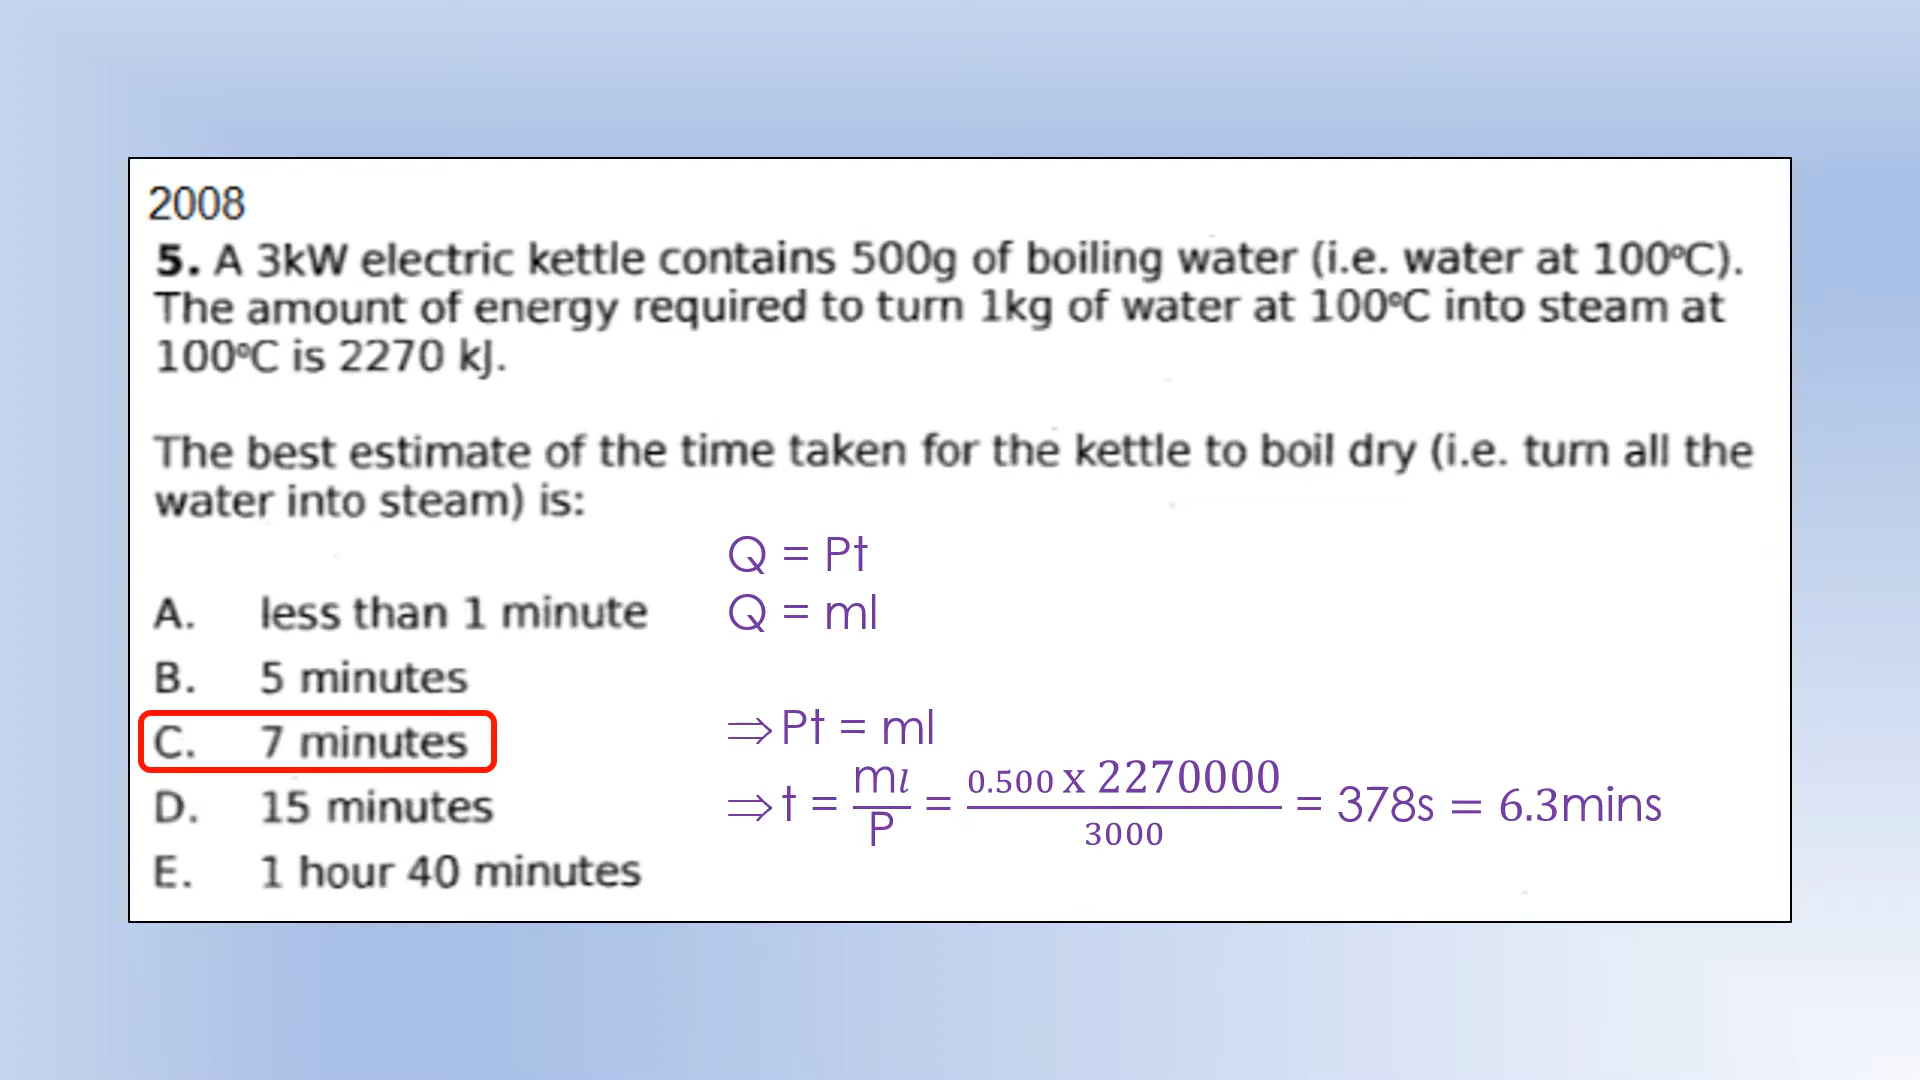 2008
5. A 3kW electric kettle contains 500g of boiling water (i.e. water at 100ºC).
The amount of energy required to turn 1kg of water at 100ºC into steam at
100ºC is 2270 kJ.
The best estimate of the time taken for the kettle to boil dry (i.e. turn all the
water into steam) is:
Q = Pt
Q = ml
A. less than 1 minute
B. 5 minutes
C. 7 minutes
D. 15 minutes
E. 1 hour 40 minutes
⇒ Pt = ml
⇒ t = ml/P = 0.500 x 2270000/3000 = 378s = 6.3mins